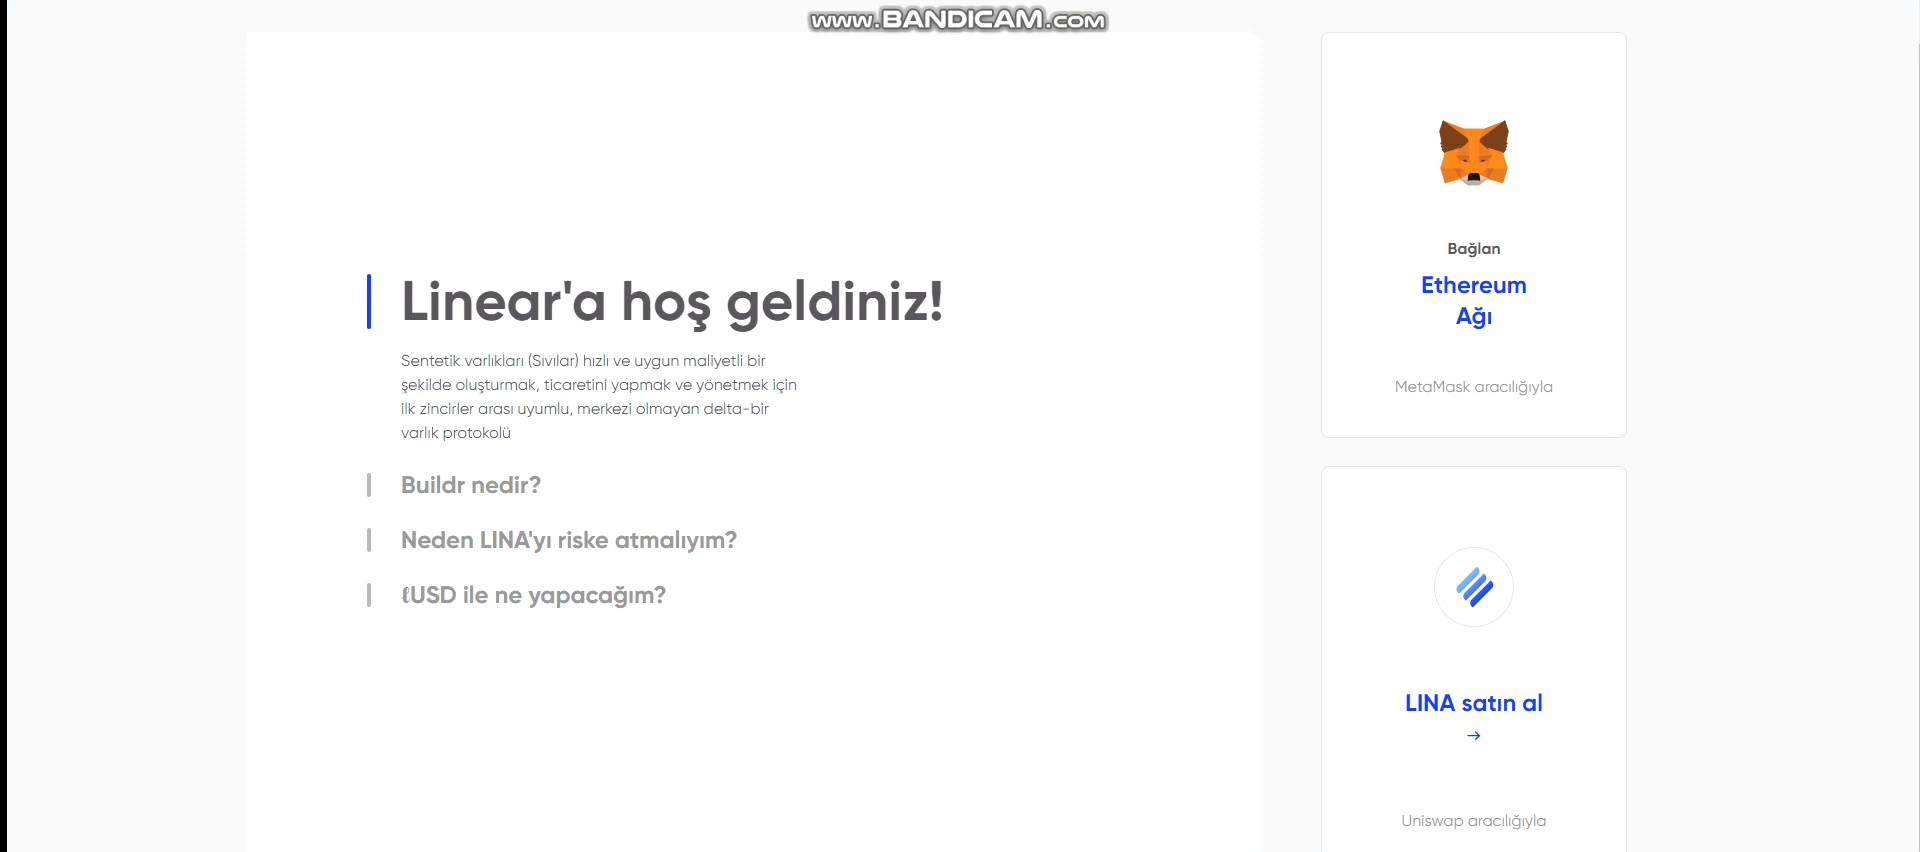 www.BANDICAM.com
Linear'a hoş geldiniz!
Sentetik varlıkları (Sıvılar) hızlı ve uygun maliyetli bir
şekilde oluşturmak, ticaretini yapmak ve yönetmek için
ilk zincirler arası uyumlu, merkezi olmayan delta-bir
varlık protokolü
Buildr nedir?
Neden LINA'yı riske atmalıyım?
ℓUSD ile ne yapacağım?
Bağlan
Ethereum
Ağı
MetaMask aracılığıyla
LINA satın al
→
Uniswap aracılığıyla